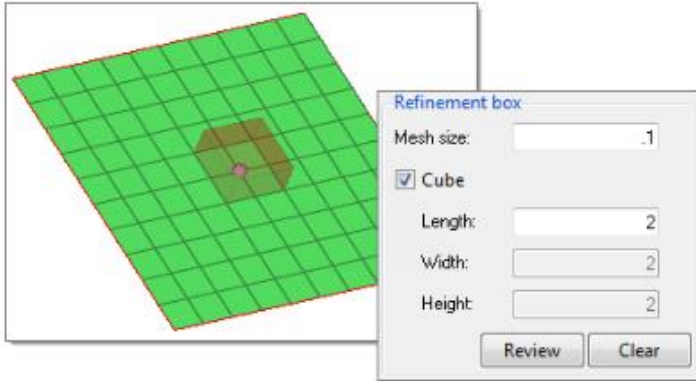 Refinement box
Mesh size: .1
Cube
Length: 2
Width: 2
Height: 2
Review Clear